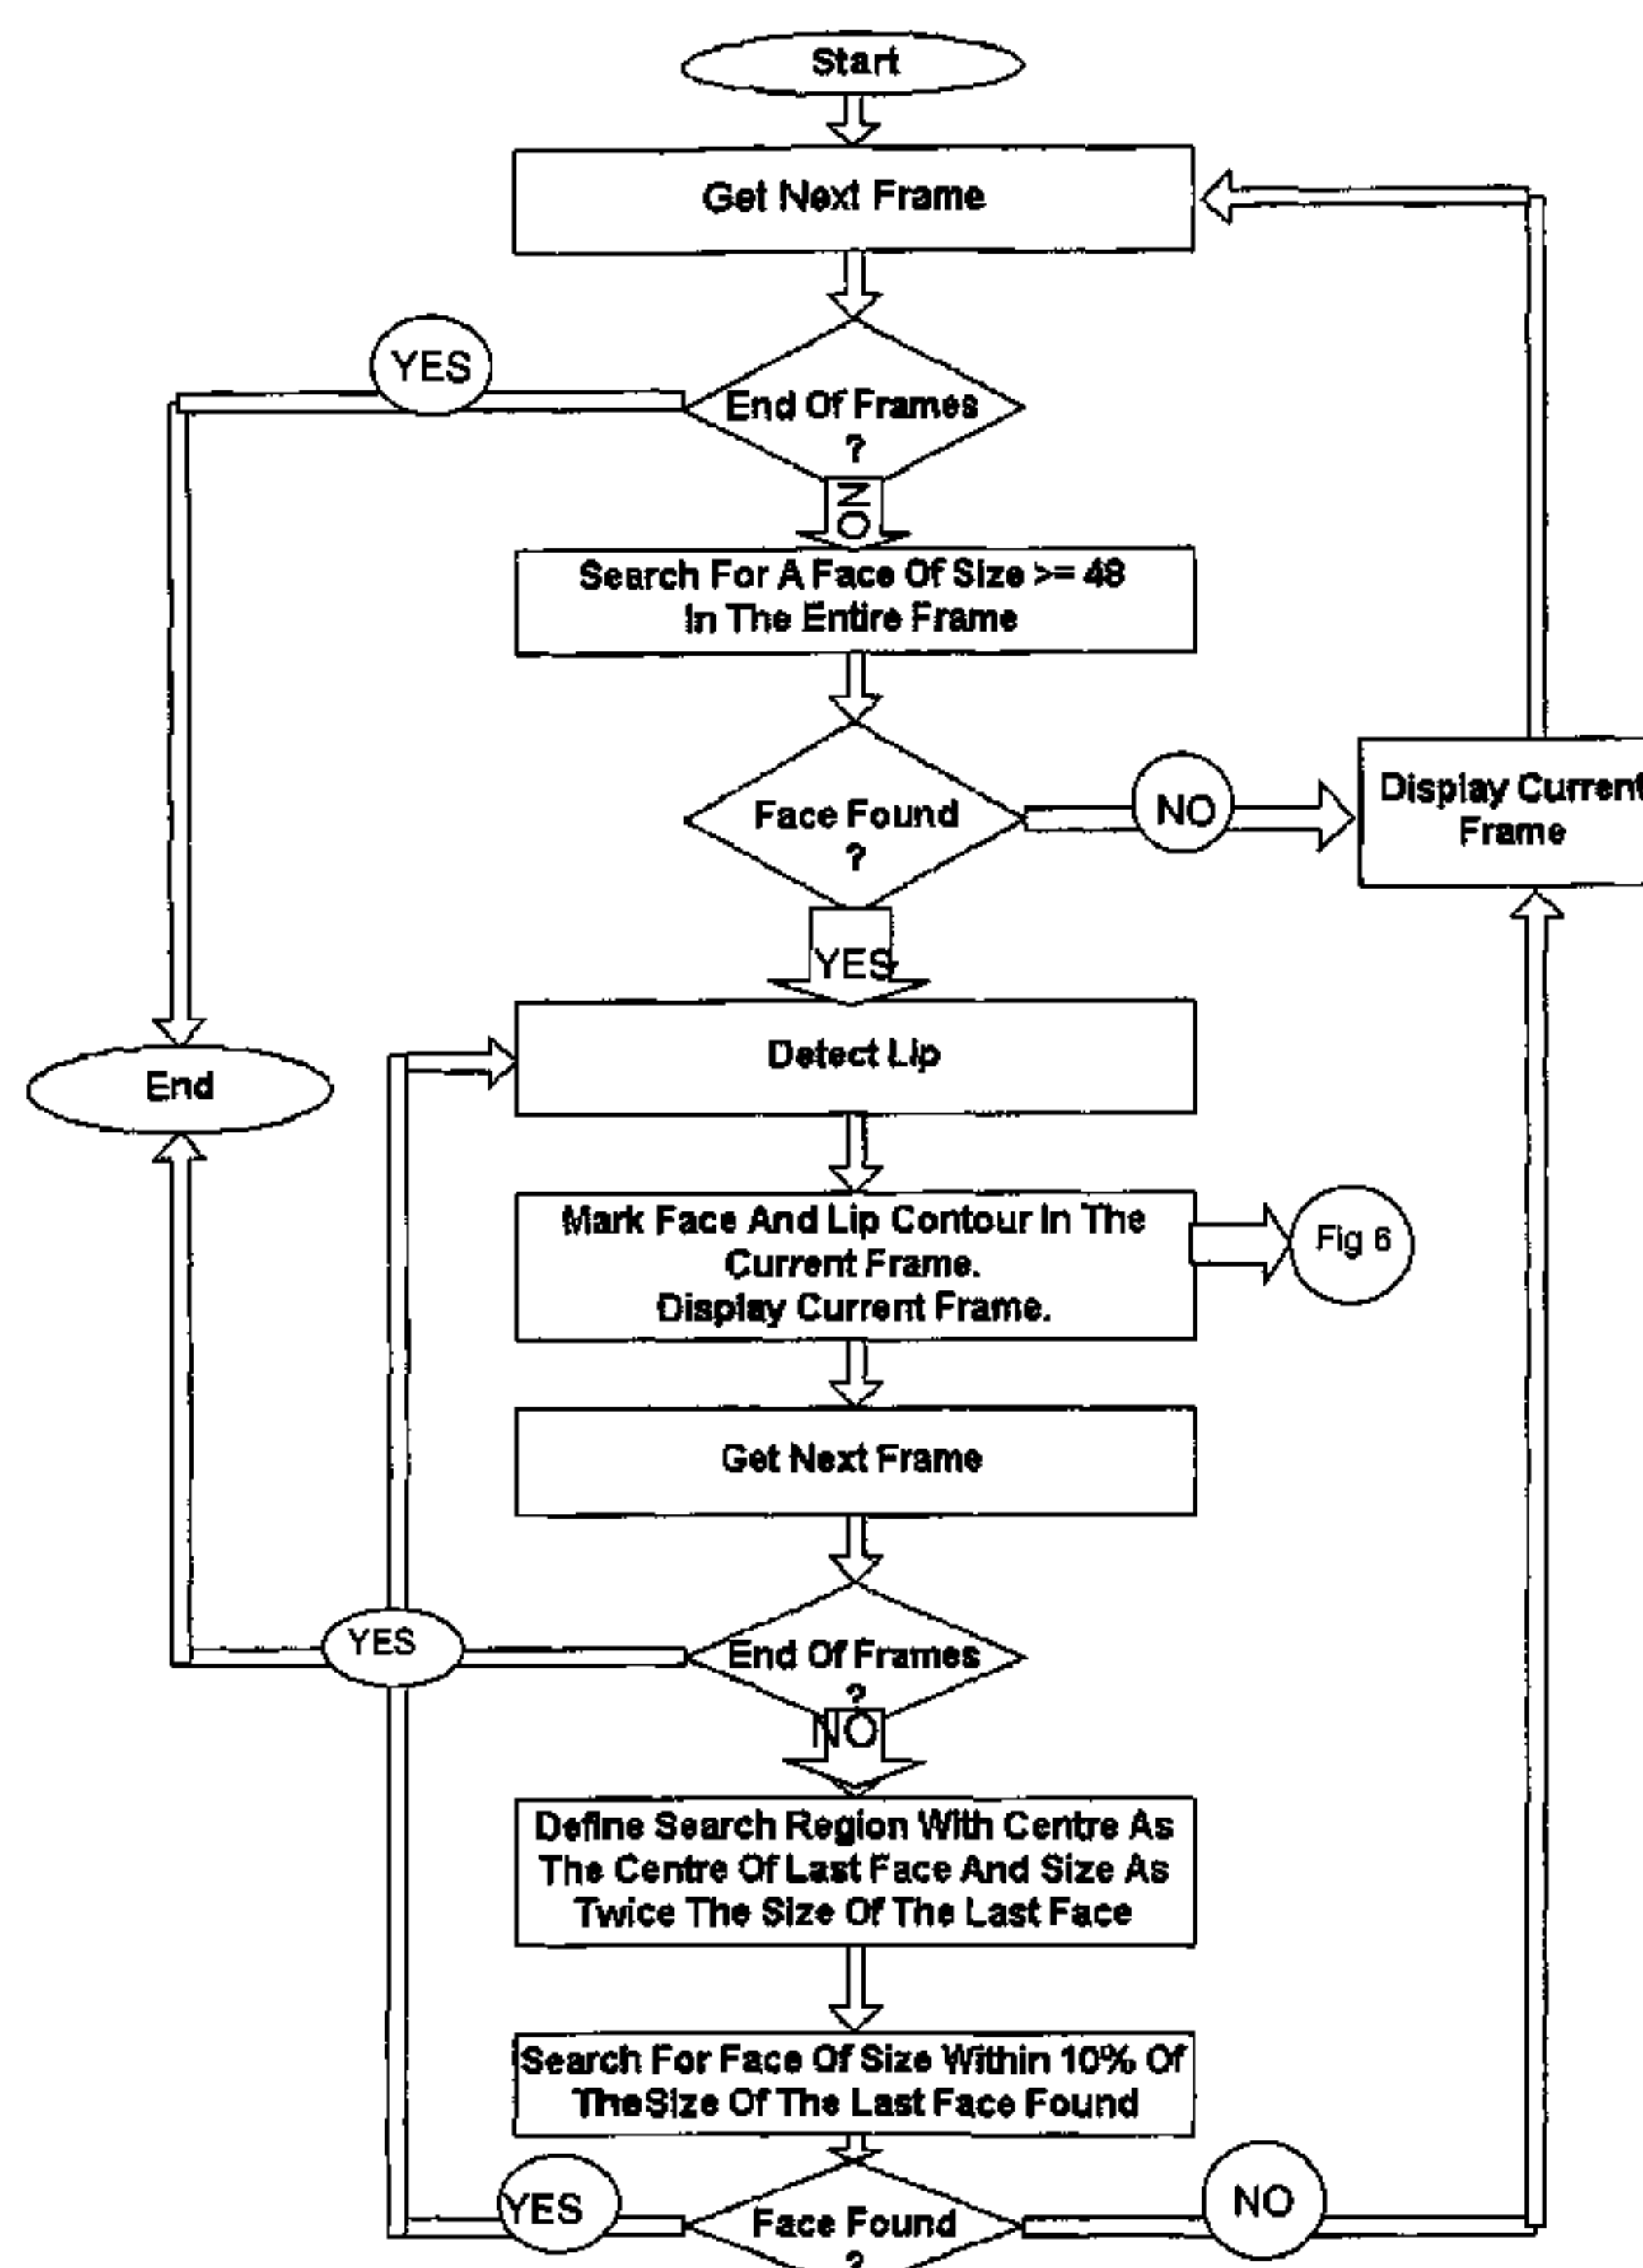 Start
Get Next Frame
YES
End Of Frames
?
NO
Search For A Face Of Size >= 48
In The Entire Frame
Face Found
?
NO
Display Current
Frame
YES
Detect Lip
End
Mark Face And Lip Contour In The
Current Frame.
Display Current Frame.
Fig 6
Get Next Frame
YES
End Of Frames
?
NO
Define Search Region With Centre As
The Centre Of Last Face And Size As
Twice The Size Of The Last Face
Search For Face Of Size Within 10% Of
TheSize Of The Last Face Found
YES
Face Found
?
NO